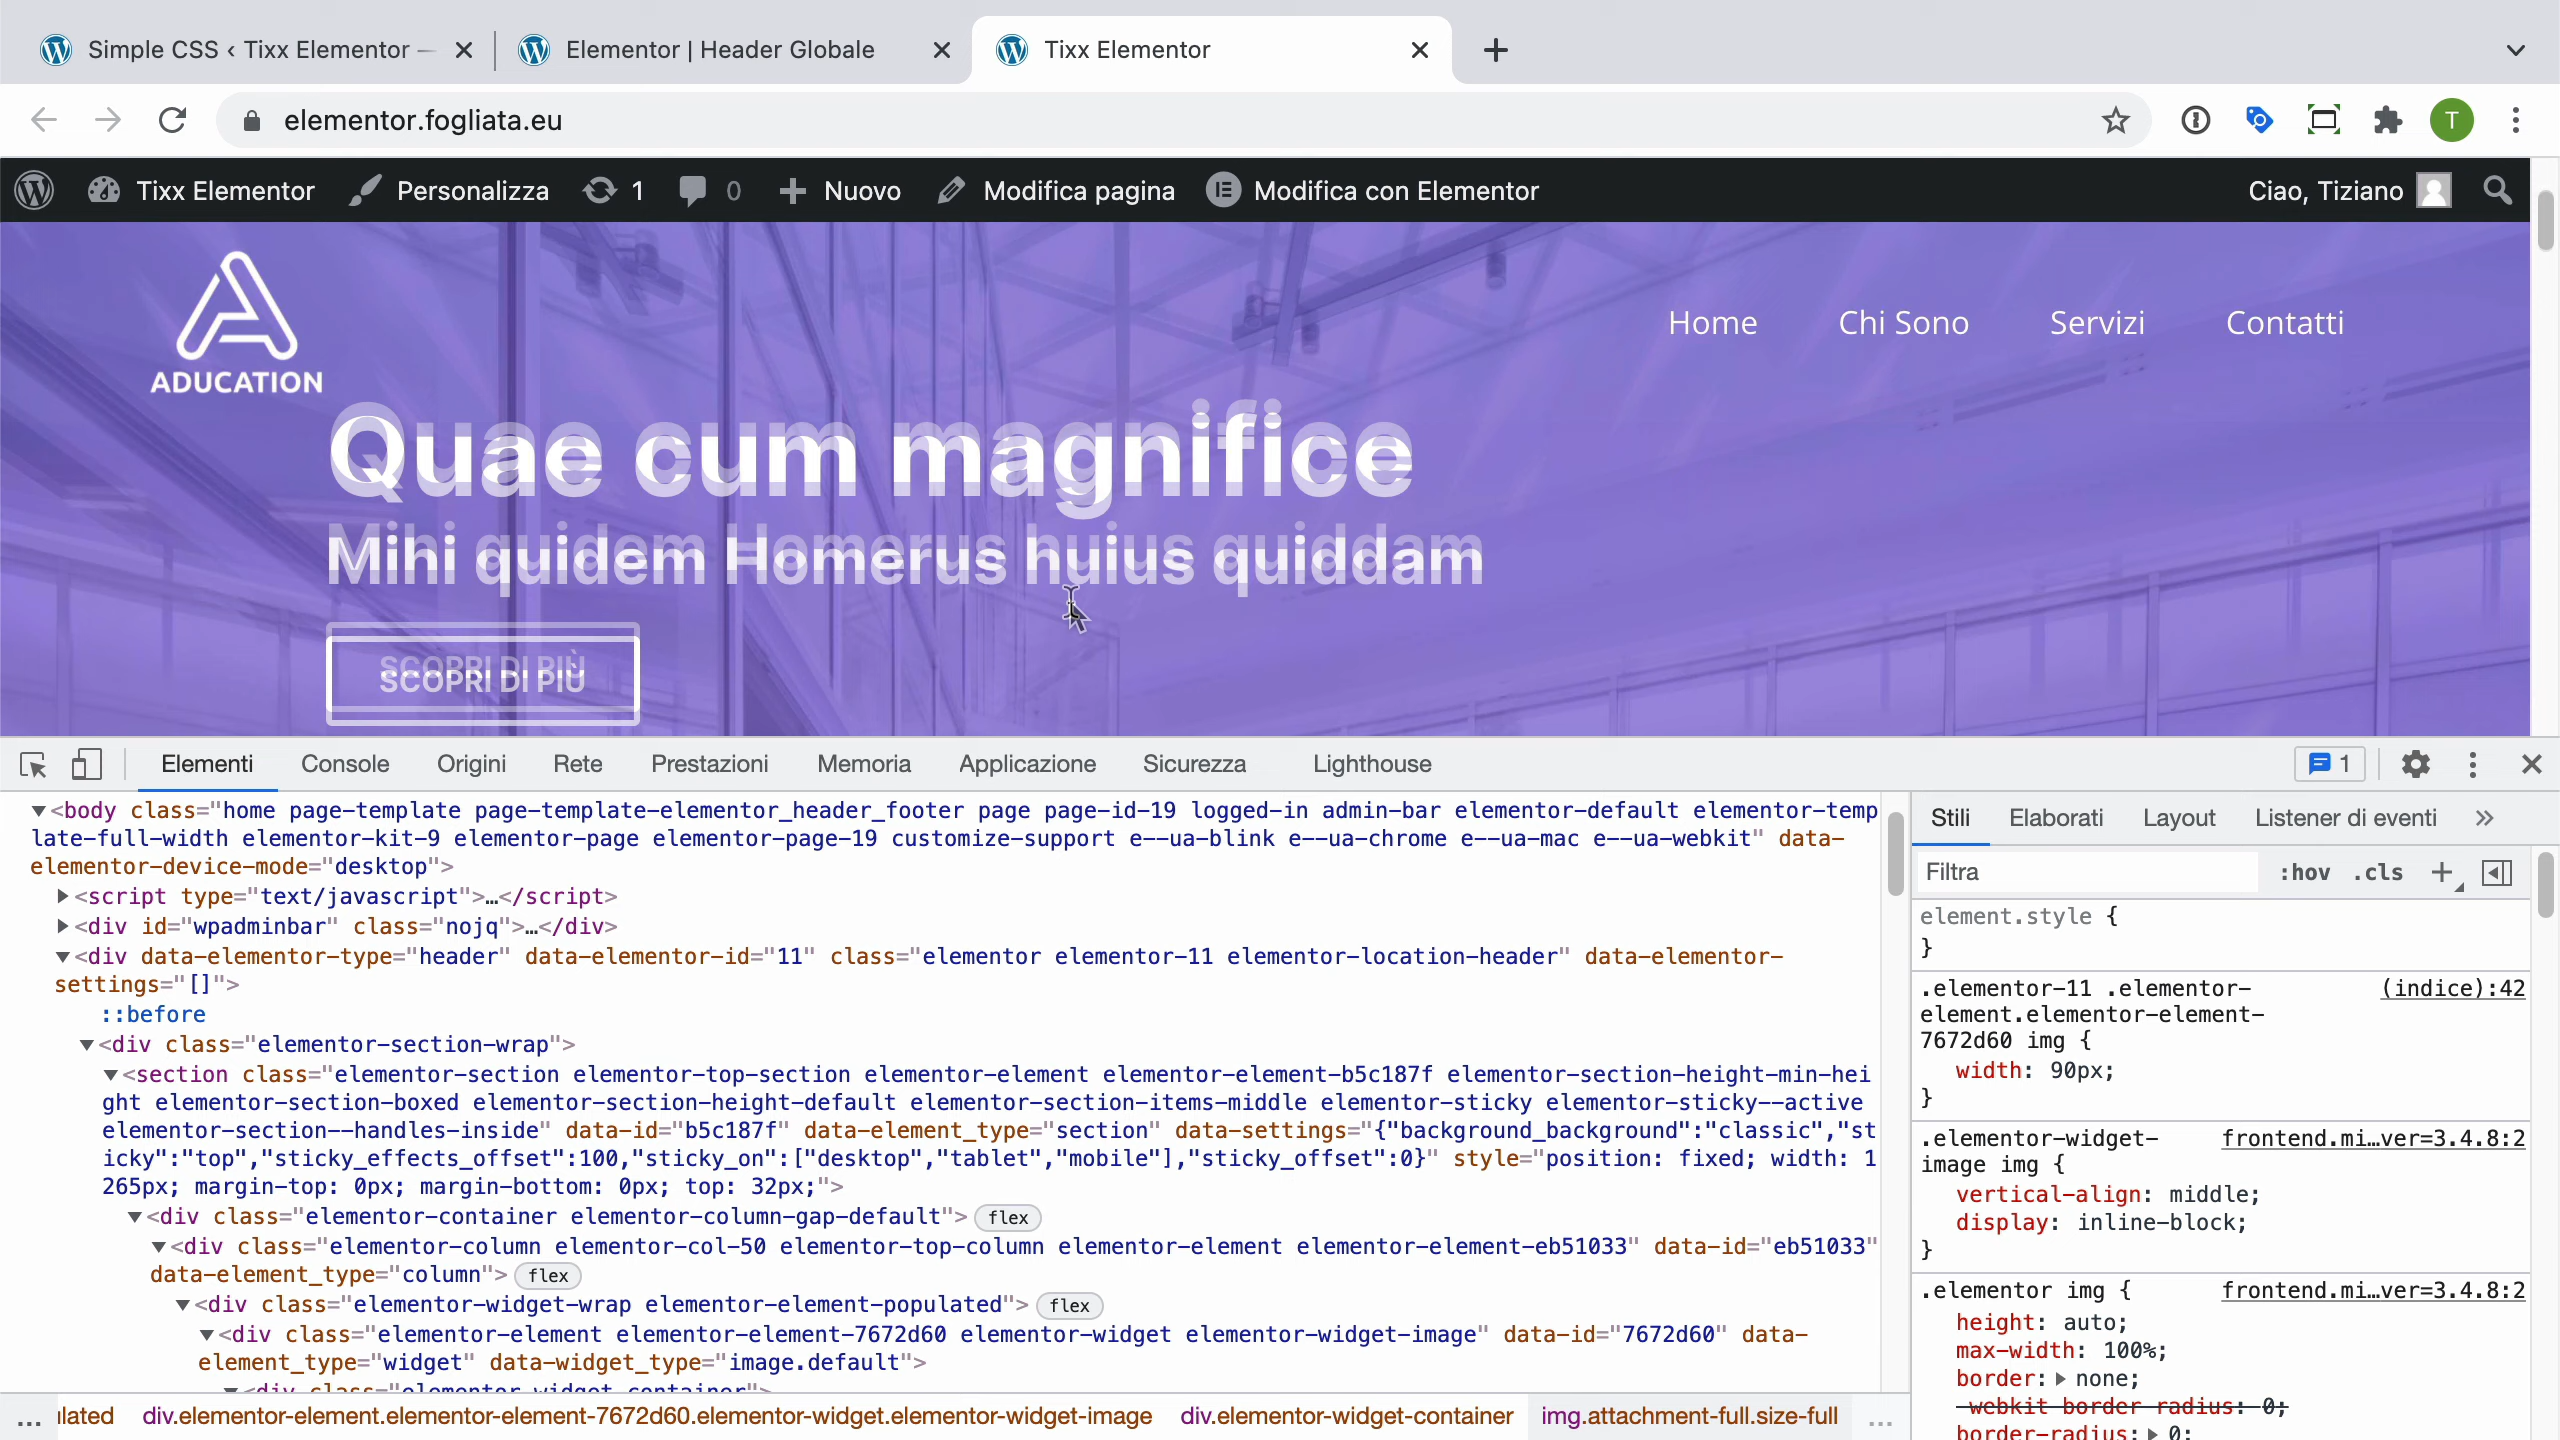 Simple CSS ‹ Tixx Elementor —
Elementor | Header Globale
Tixx Elementor
elementor.fogliata.eu
T
Tixx Elementor
Personalizza
1
0
Nuovo
Modifica pagina
Modifica con Elementor
Ciao, Tiziano
ADUCATION
Home
Chi Sono
Servizi
Contatti
Quae cum magnifice
Mihi quidem Homerus huius quiddam
SCOPRI DI PIÙ
Elementi
Console
Origini
Rete
Prestazioni
Memoria
Applicazione
Sicurezza
Lighthouse
1
<body class="home page-template page-template-elementor_header_footer page page-id-19 logged-in admin-bar elementor-default elementor-temp
late-full-width elementor-kit-9 elementor-page elementor-page-19 customize-support e--ua-blink e--ua-chrome e--ua-mac e--ua-webkit" data-
elementor-device-mode="desktop">
<script type="text/javascript">…</script>
<div id="wpadminbar" class="nojq">…</div>
<div data-elementor-type="header" data-elementor-id="11" class="elementor elementor-11 elementor-location-header" data-elementor-
settings="[]">
::before
<div class="elementor-section-wrap">
<section class="elementor-section elementor-top-section elementor-element elementor-element-b5c187f elementor-section-height-min-hei
ght elementor-section-boxed elementor-section-height-default elementor-section-items-middle elementor-sticky elementor-sticky--active
elementor-section--handles-inside" data-id="b5c187f" data-element_type="section" data-settings="{"background_background":"classic","st
icky":"top","sticky_effects_offset":100,"sticky_on":["desktop","tablet","mobile"],"sticky_offset":0}" style="position: fixed; width: 1
265px; margin-top: 0px; margin-bottom: 0px; top: 32px;">
<div class="elementor-container elementor-column-gap-default"> flex
<div class="elementor-column elementor-col-50 elementor-top-column elementor-element elementor-element-eb51033" data-id="eb51033"
data-element_type="column"> flex
<div class="elementor-widget-wrap elementor-element-populated"> flex
<div class="elementor-element elementor-element-7672d60 elementor-widget elementor-widget-image" data-id="7672d60" data-
element_type="widget" data-widget_type="image.default">
<div class="elementor-widget-container">
… lated div.elementor-element.elementor-element-7672d60.elementor-widget.elementor-widget-image div.elementor-widget-container img.attachment-full.size-full …
Stili
Elaborati
Layout
Listener di eventi
Filtra
:hov
.cls
element.style {
}
.elementor-11 .elementor- (indice):42
element.elementor-element-
7672d60 img {
width: 90px;
}
.elementor-widget- frontend.mi…ver=3.4.8:2
image img {
vertical-align: middle;
display: inline-block;
}
.elementor img { frontend.mi…ver=3.4.8:2
height: auto;
max-width: 100%;
border: none;
-webkit-border-radius: 0;
border-radius: 0;